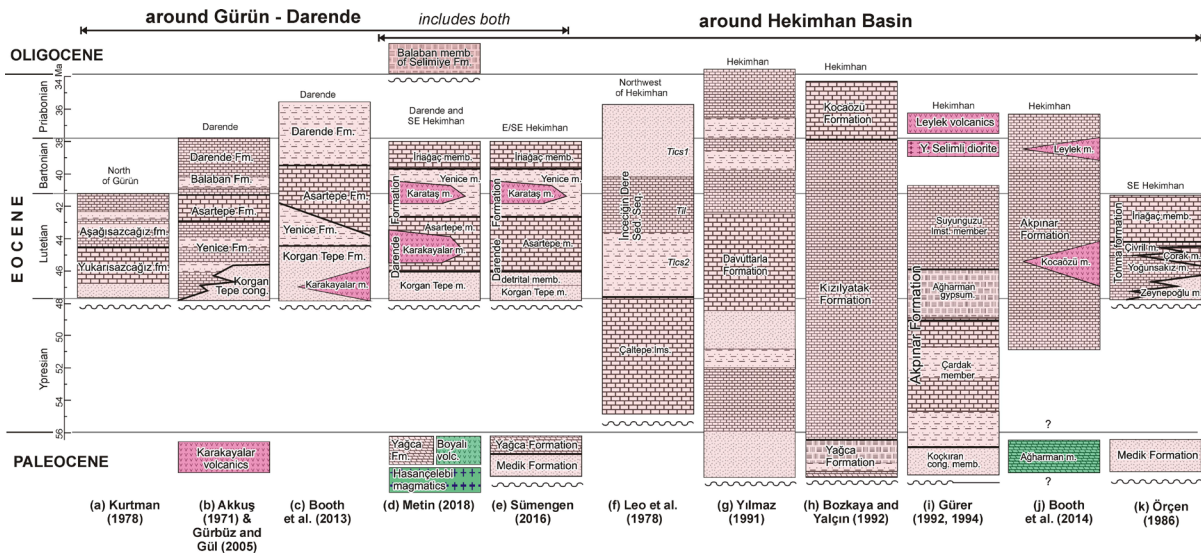 around Gürün - Darende
includes both
around Hekimhan Basin
OLIGOCENE
EOCENE
PALEOCENE
Priabonian
Bartonian
Lutetian
Ypresian
Ma
34
36
38
40
42
44
46
48
50
52
54
56
North
of Gürün
Aşağısazcağız fm.
Yukarısazcağız fm.
(a) Kurtman
(1978)
Darende
Darende Fm.
Balaban Fm.
Asartepe Fm.
Yenice Fm.
Korgan
Tepe cong.
Karakayalar
volcanics
(b) Akkuş
(1971) &
Gürbüz and
Gül (2005)
Darende
Darende Fm.
Asartepe Fm.
Yenice Fm.
Korgan Tepe Fm.
Karakayalar m.
(c) Booth
et al. (2013)
Balaban memb.
of Selimiye Fm.
Darende and
SE Hekimhan
Darende Formation
İriağaç memb.
Yenice m.
Karataş m.
Asartepe m.
Karakayalar m.
Korgan Tepe m.
Yağca
Fm.
Boyalı
volc.
Hasançelebi
magmatics
(d) Metin (2018)
E/SE Hekimhan
Darende Formation
İriağaç memb.
Yenice m.
Karataş m.
Asartepe m.
detrital memb.
Korgan Tepe m.
Yağca Formation
Medik Formation
(e) Sümengen
(2016)
Northwest
of Hekimhan
İnceciğin Dere
Sed. Seq.
Tics1
Til
Tics2
Çaltepe lms.
(f) Leo et al.
(1978)
Hekimhan
Davutlarla
Formation
(g) Yılmaz
(1991)
Hekimhan
Kocaözü
Formation
Kızılyatak
Formation
Yağca
Formation
(h) Bozkaya and
Yalçın (1992)
Hekimhan
Leylek volcanics
Y. Selimli diorite
Akpınar Formation
Suyunguzu
lmst. member
Ağharman
gypsum.
Çardak
member
Koçkıran
cong. memb.
(i) Gürer
(1992, 1994)
Hekimhan
Leylek m.
Akpınar
Formation
Kocaözü m.
?
Ağharman m.
?
(j) Booth
et al. (2014)
SE Hekimhan
Tohma formation
İriağaç memb.
Çivril m.
Çorak m.
Yoğunsakız m.
Zeynepoğlu m.
Medik Formation
(k) Örçen
(1986)